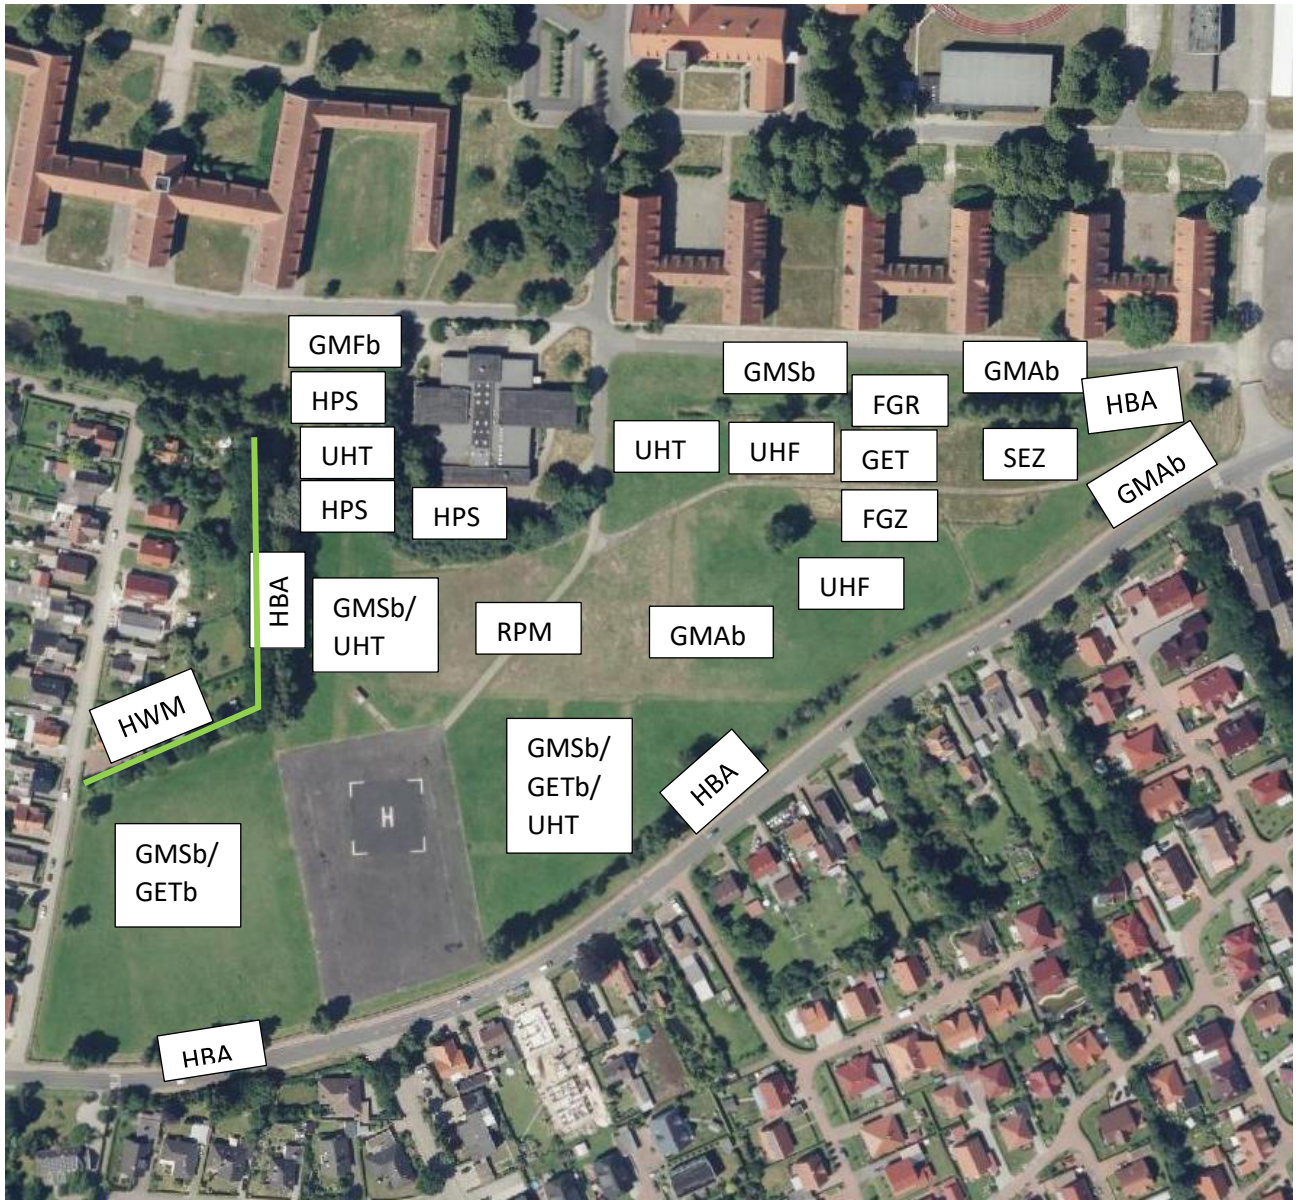 GMFb
GMSb
GMAb
HPS
FGR
HBA
UHT
UHT
UHF
GET
SEZ
GMAb
HPS
HPS
FGZ
HBA
GMSb/
UHT
RPM
GMAb
UHF
HWM
GMSb/
GETb/
UHT
HBA
H
GMSb/
GETb
HBA